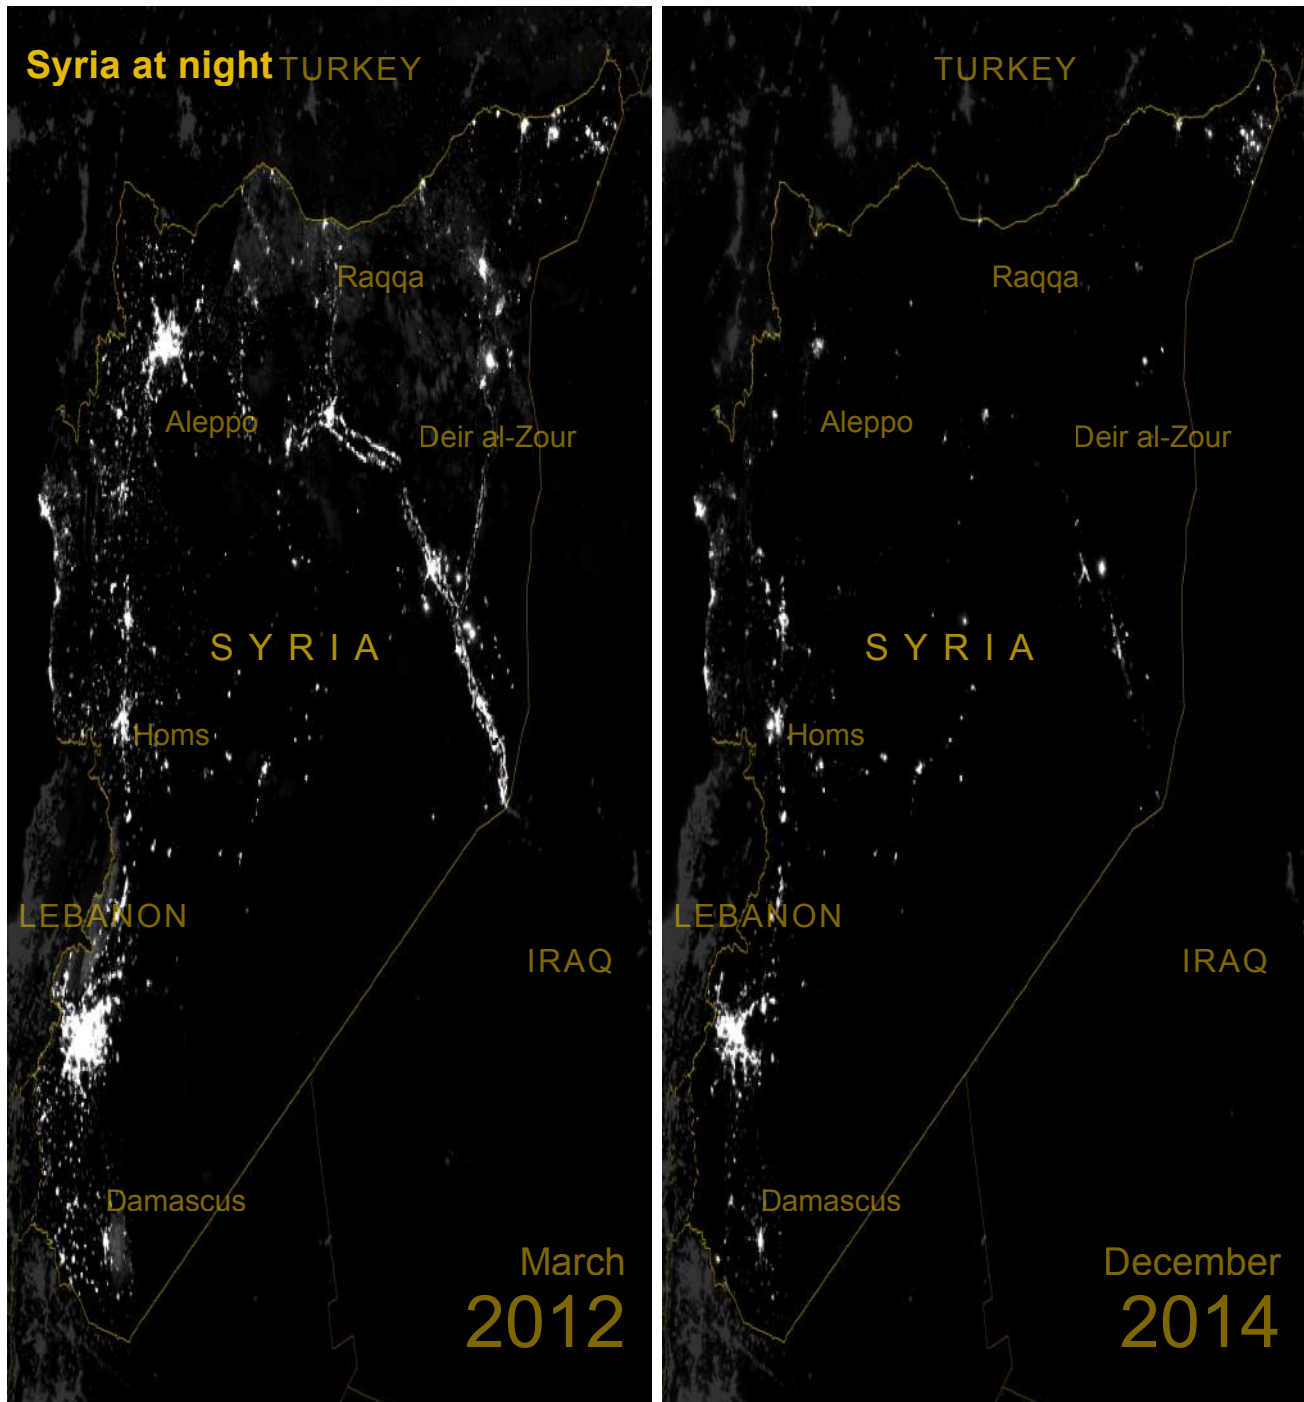 Syria at night
TURKEY
Raqqa
Aleppo
Deir al-Zour
SYRIA
Homs
LEBANON
IRAQ
Damascus
March
2012
TURKEY
Raqqa
Aleppo
Deir al-Zour
SYRIA
Homs
LEBANON
IRAQ
Damascus
December
2014